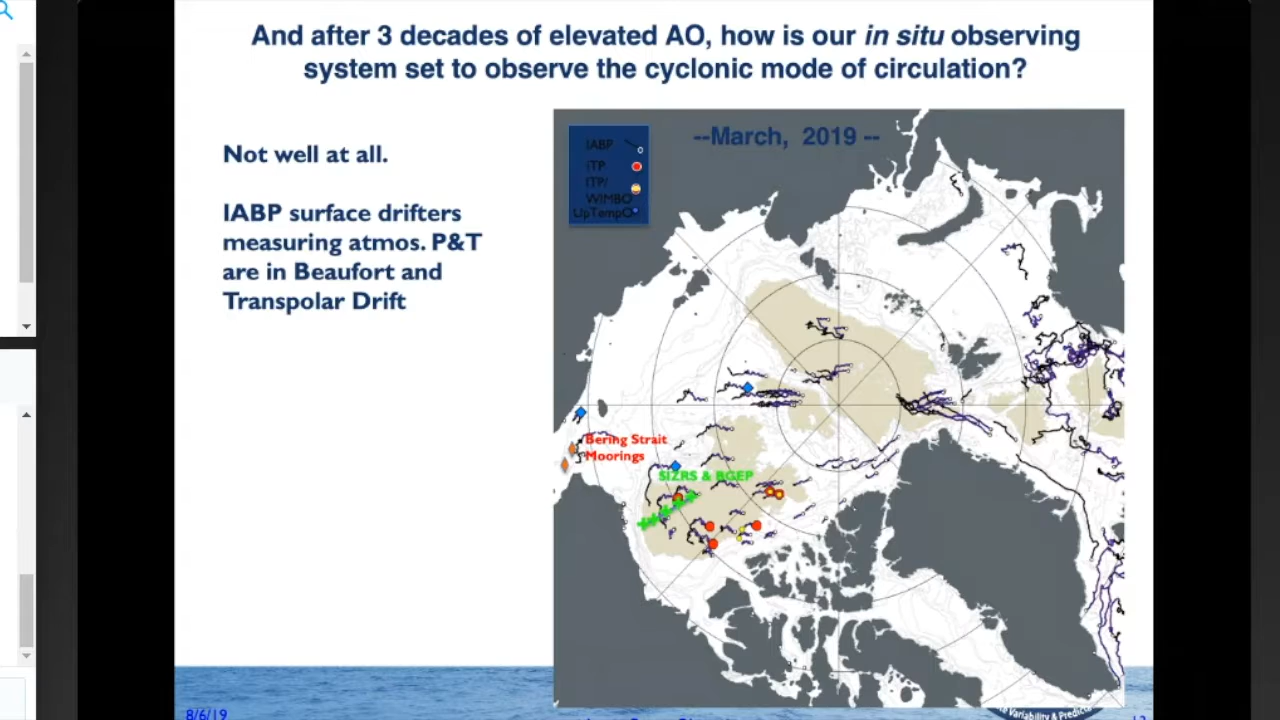 And after 3 decades of elevated AO, how is our in situ observing
system set to observe the cyclonic mode of circulation?
Not well at all.
IABP surface drifters
measuring atmos. P&T
are in Beaufort and
Transpolar Drift
--March, 2019 --
IABP
ITP
ITP/
WIMBO
UpTempO
Bering Strait
Moorings
SIZRS & BGEP
8/6/19